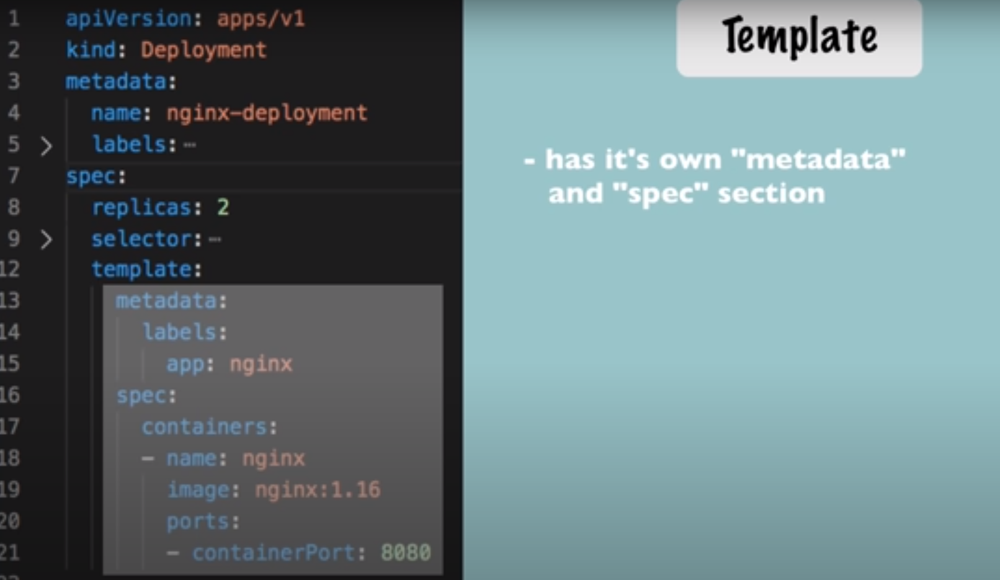 1 apiVersion: apps/v1
2 kind: Deployment
3 metadata:
4 name: nginx-deployment
5 > labels: ⋯
7 spec:
8 replicas: 2
9 > selector: ⋯
12 template:
13 metadata:
14 labels:
15 app: nginx
16 spec:
17 containers:
18 - name: nginx
19 image: nginx:1.16
20 ports:
21 - containerPort: 8080
Template
- has it's own "metadata"
and "spec" section